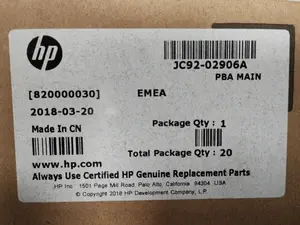 hp
JC92-02906A
PBA MAIN
[820000030] EMEA
2018-03-20
Made In CN
Package Qty : 1
www.hp.com
Total Package Qty : 20
Always Use Certified HP Genuine Replacement Parts
HP Inc. 1501 Page Mill Road, Palo Alto, California 94304, USA
© Copyright 2018 HP Development Company, L.P.